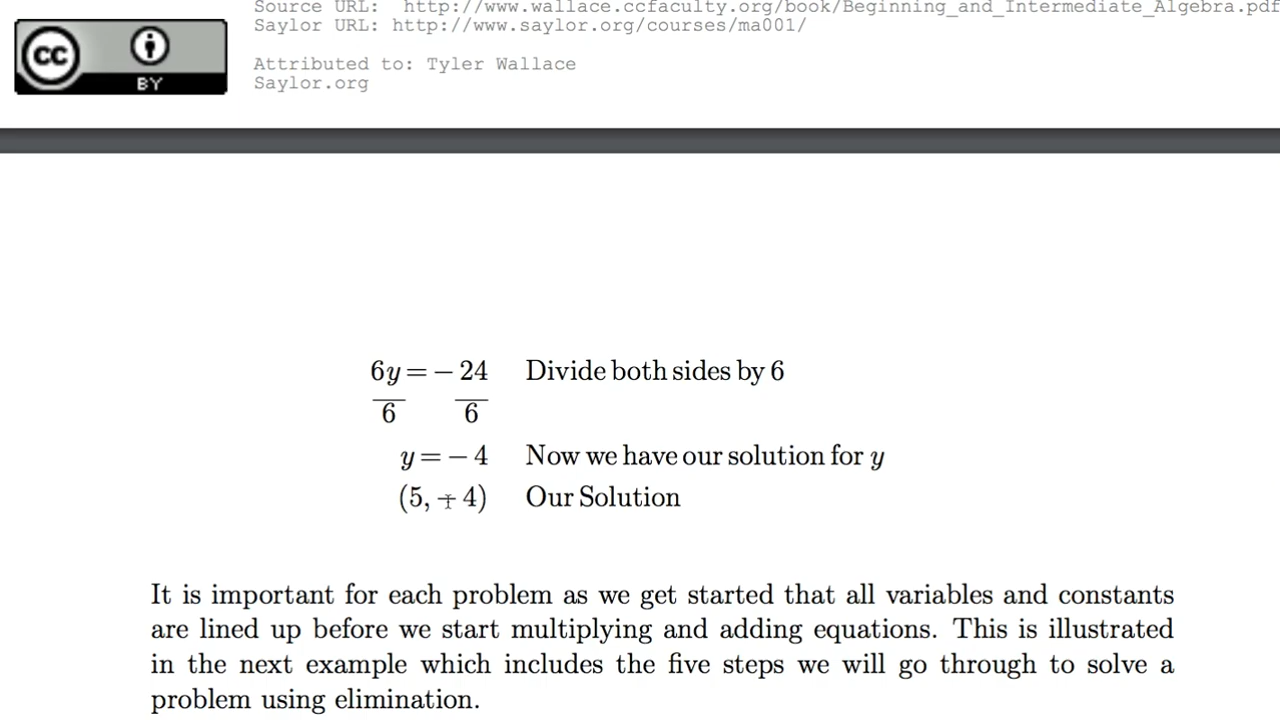 Source URL: http://www.wallace.ccfaculty.org/book/Beginning_and_Intermediate_Algebra.pdf
Saylor URL: http://www.saylor.org/courses/ma001/
cc
BY
Attributed to: Tyler Wallace
Saylor.org
6y = − 24 Divide both sides by 6
6 6
y = − 4 Now we have our solution for y
(5, − 4) Our Solution
It is important for each problem as we get started that all variables and constants
are lined up before we start multiplying and adding equations. This is illustrated
in the next example which includes the five steps we will go through to solve a
problem using elimination.